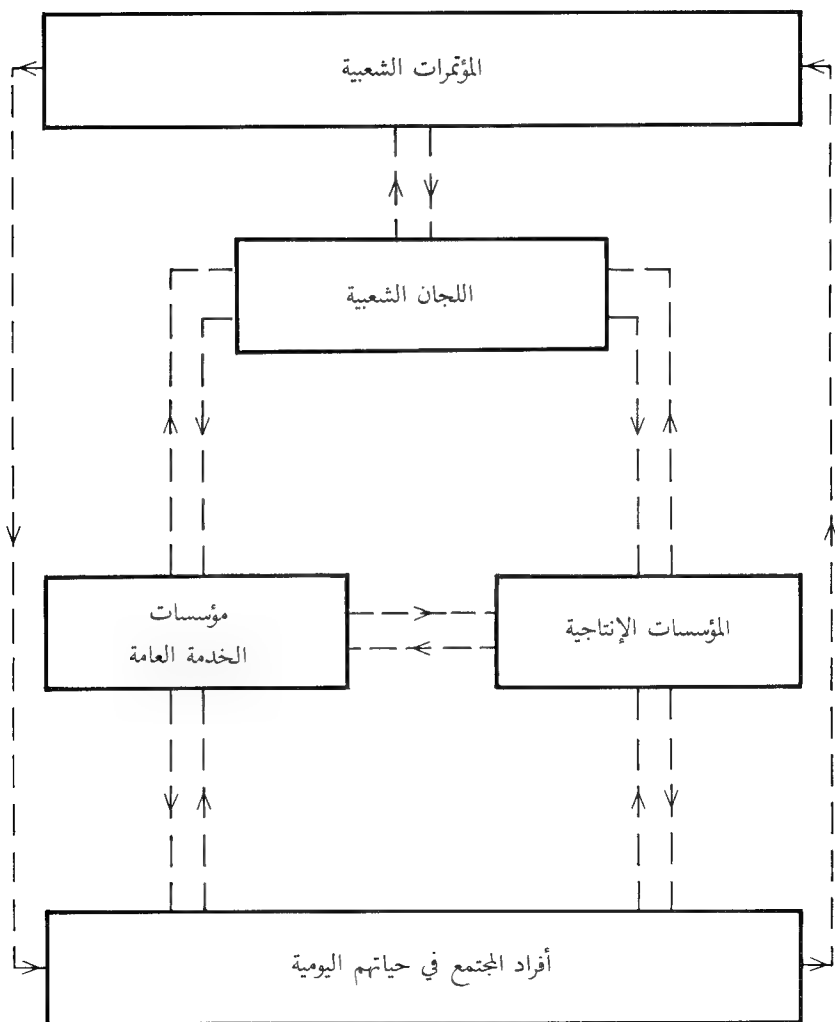 المؤتمرات الشعبية
اللجان الشعبية
المؤسسات الإنتاجية
مؤسسات
الخدمة العامة
أفراد المجتمع في حياتهم اليومية